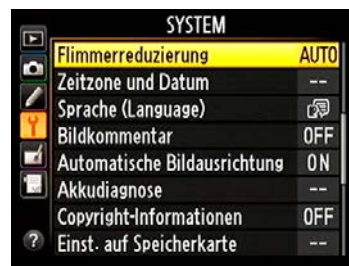 SYSTEM
Flimmerreduzierung AUTO
Zeitzone und Datum --
Sprache (Language)
Bildkommentar OFF
Automatische Bildausrichtung ON
Akkudiagnose --
Copyright-Informationen OFF
Einst. auf Speicherkarte --
?